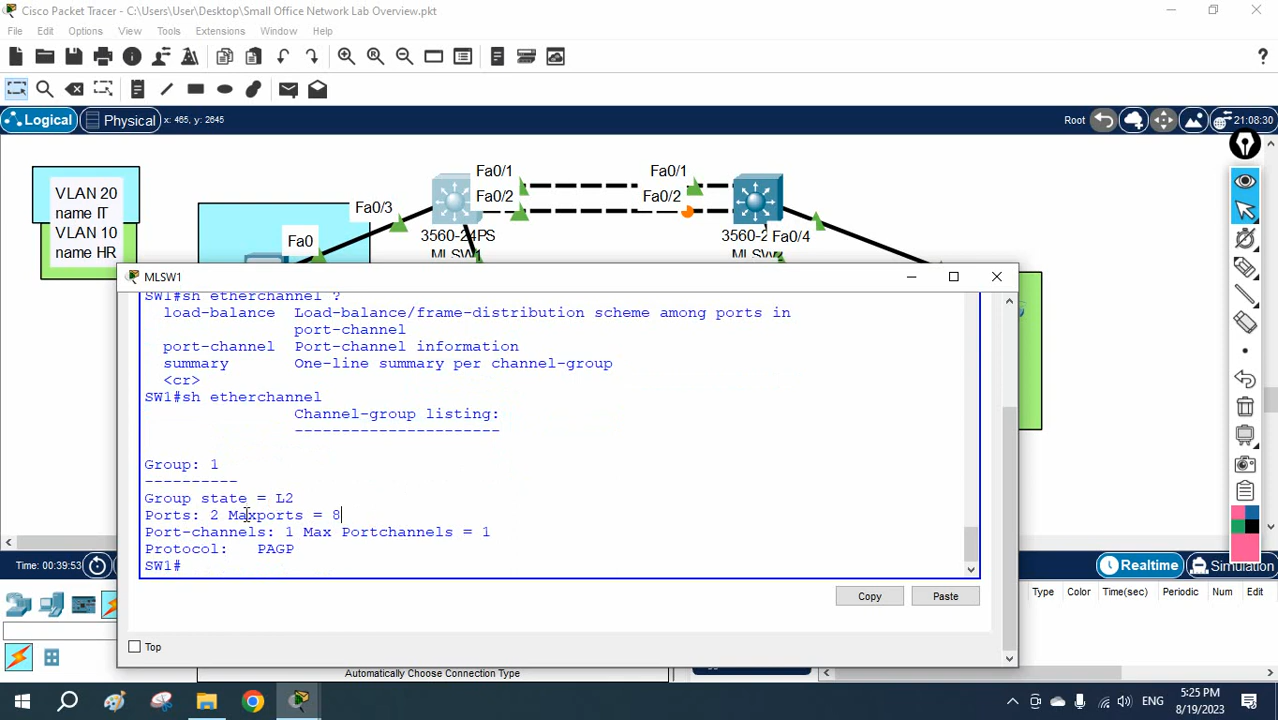 Cisco Packet Tracer - C:\Users\User\Desktop\Small Office Network Lab Overview.pkt
File Edit Options View Tools Extensions Window Help
Logical Physical x: 465, y: 2645 Root 21:08:30
VLAN 20
name IT
VLAN 10
name HR
Fa0/1 Fa0/1
Fa0/2 Fa0/2
Fa0/3
Fa0
3560-24PS
Fa0/4
MLSW1
SW1#sh etherchannel ?
load-balance Load-balance/frame-distribution scheme among ports in
port-channel
port-channel Port-channel information
summary One-line summary per channel-group
<cr>
SW1#sh etherchannel
Channel-group listing:
----------------------
Group: 1
----------
Group state = L2
Ports: 2 Maxports = 8
Port-channels: 1 Max Portchannels = 1
Protocol: PAGP
SW1#
Copy Paste
Top
Time: 00:39:53
Realtime Simulation
Type Color Time(sec) Periodic Num Edit
Automatically Choose Connection Type
ENG
5:25 PM
8/19/2023